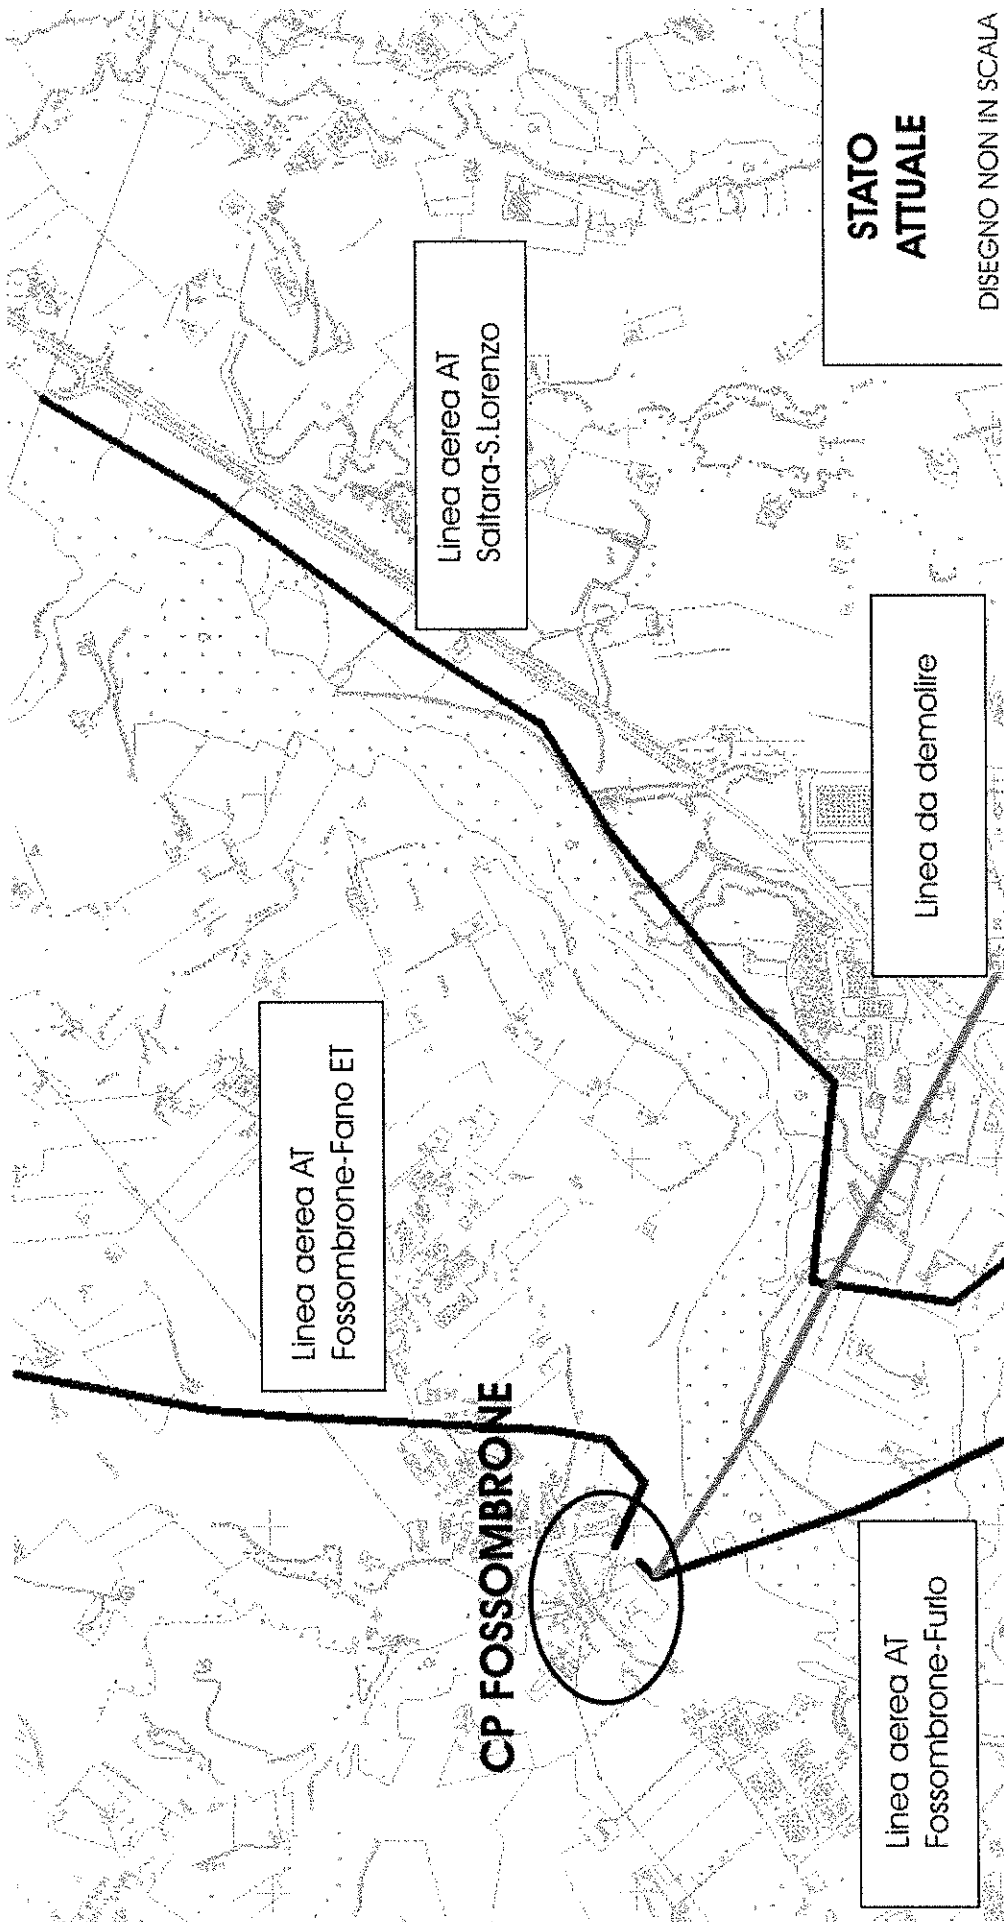 STATO
ATTUALE
DISEGNO NON IN SCALA
Linea aerea AT
Saltara-S.Lorenzo
Linea da demolire
Linea aerea AT
Fossombrone-Fano ET
CP FOSSOMBRONE
Linea aerea AT
Fossombrone-Furlo